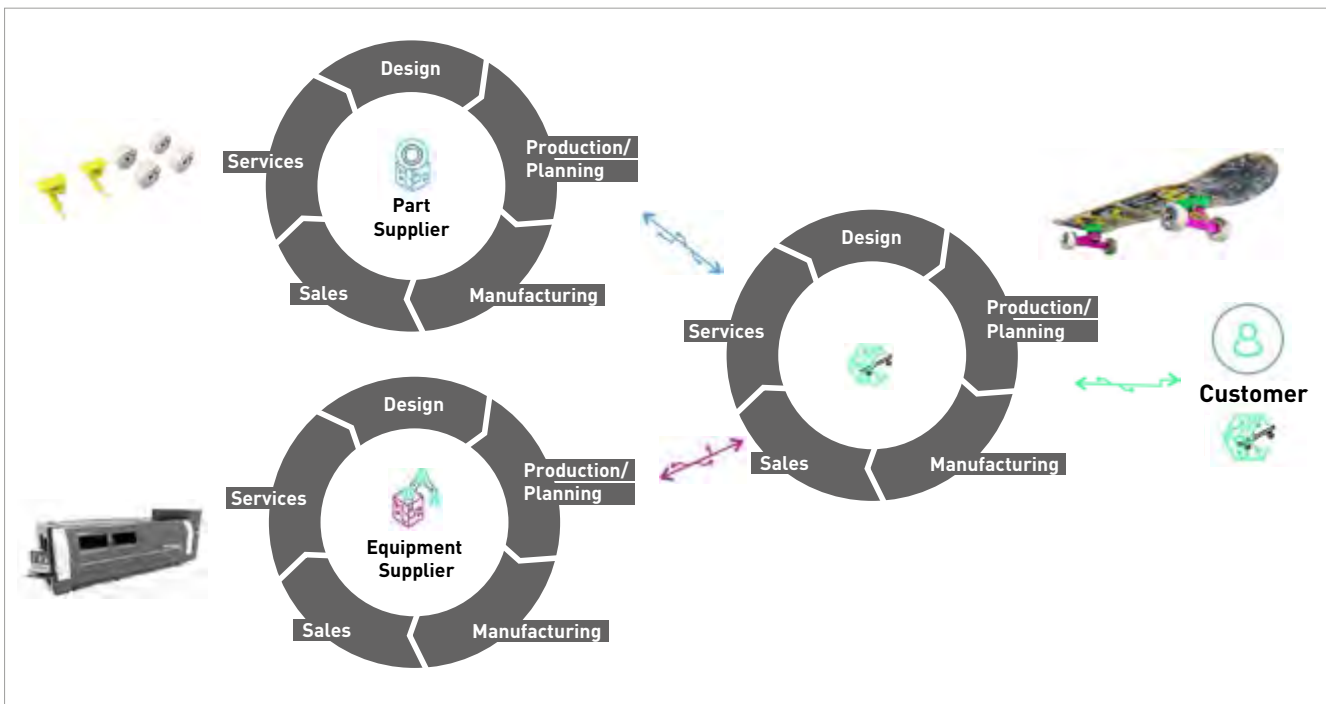 Design
Production/
Planning
Manufacturing
Sales
Services
Part
Supplier
Design
Production/
Planning
Manufacturing
Sales
Services
Equipment
Supplier
Design
Production/
Planning
Manufacturing
Sales
Services
Customer